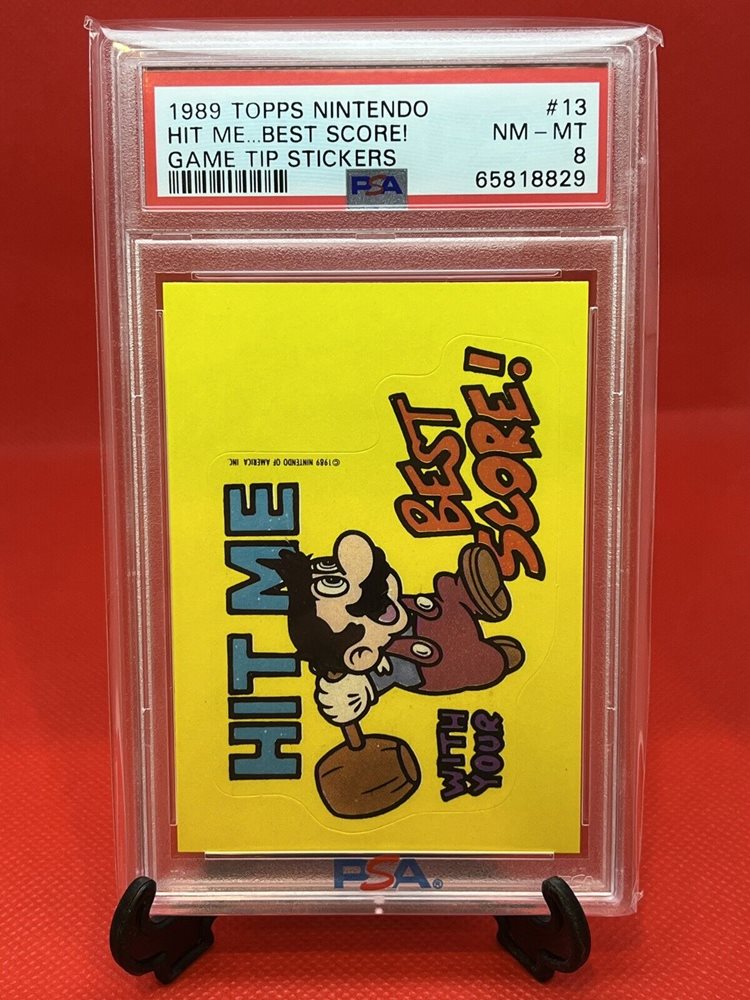 1989 TOPPS NINTENDO #13
HIT ME...BEST SCORE! NM-MT
GAME TIP STICKERS 8
PSA 65818829
HIT ME
WITH
YOUR
BEST
SCORE!
©1989 NINTENDO OF AMERICA INC.
PSA®